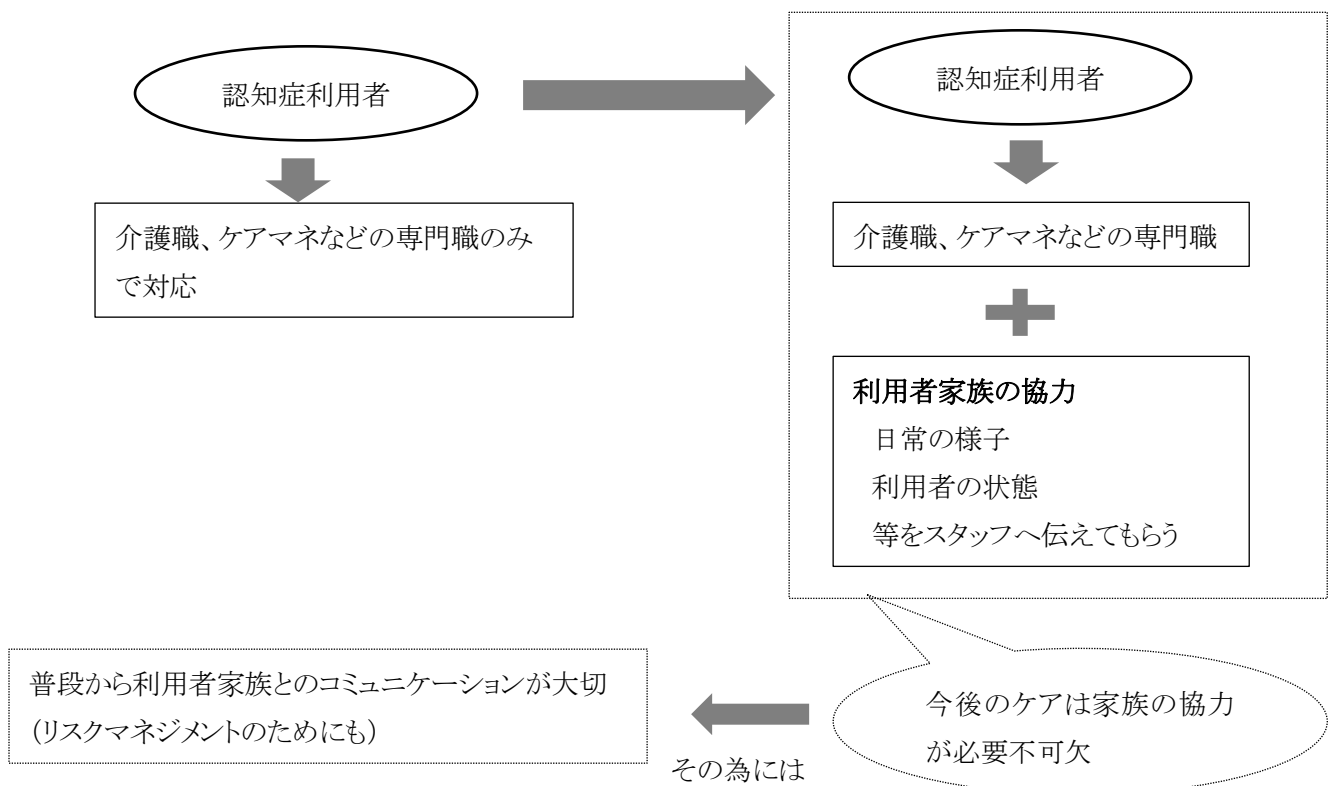 認知症利用者
介護職、ケアマネなどの専門職のみ
で対応
認知症利用者
介護職、ケアマネなどの専門職
利用者家族の協力
日常の様子
利用者の状態
等をスタッフへ伝えてもらう
今後のケアは家族の協力
が必要不可欠
その為には
普段から利用者家族とのコミュニケーションが大切
(リスクマネジメントのためにも)